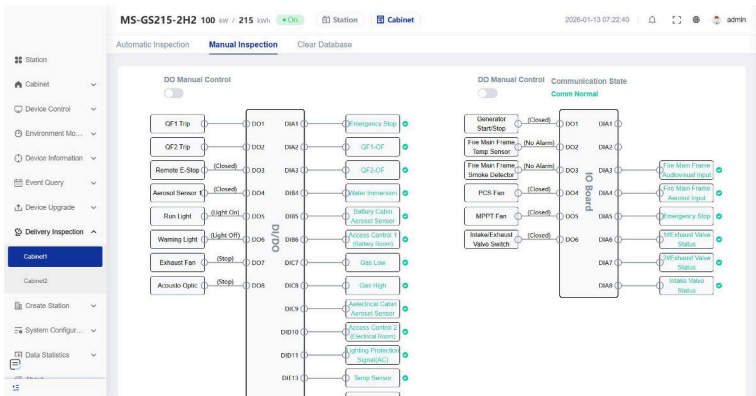 MS-GS215-2H2 100 kW / 215 kWh On Station Cabinet 2026-01-13 07:22:40 admin
Automatic Inspection Manual Inspection Clear Database
Station
Cabinet
Device Control
Environment Mo...
Device Information
Event Query
Device Upgrade
Delivery Inspection
Cabinet1
Cabinet2
Create Station
System Configur...
Data Statistics
About
DO Manual Control
QF1 Trip DO1 DIA1 Emergency Stop
QF2 Trip DO2 DIA2 QF1-OF
Remote E-Stop (Closed) DO3 DIA3 QF2-OF
Aerosol Sensor 1 (Closed) DO4 DIB4 Water Immersion
Run Light (Light On) DO5 DIB5 Battery Cabin
Aerosol Sensor
Warning Light (Light Off) DO6 DIB6 Access Control 1
(Battery Room)
Exhaust Fan (Stop) DO7 DIC7 Gas Low
Acousto Optic (Stop) DO8 DIC8 Gas High
DIC9 Aelectrical Cabin
Aerosol Sensor
DID10 Access Control 2
(Electrical Room)
DID11 Lighting Protection
Signal(AC)
DIE13 Temp Sensor
DI/DO
DO Manual Control Communication State
Comm Normal
Generator
Start/Stop (Closed) DO1 DIA1
Fire Main Frame
Temp Sensor (No Alarm) DO2 DIA2
Fire Main Frame
Smoke Detector (No Alarm) DO3 DIA3 Fire Main Frame
Audiovisual Input
PCS Fan (Closed) DO4 DIA4 Fire Main Frame
Aerosol Input
MPPT Fan (Closed) DO5 DIA5 Emergency Stop
Intake/Exhaust
Valve Switch (Closed) DO6 DIA6 1#Exhaust Valve
Status
DIA7 2#Exhaust Valve
Status
DIA8 Intake Valve
Status
IO Board